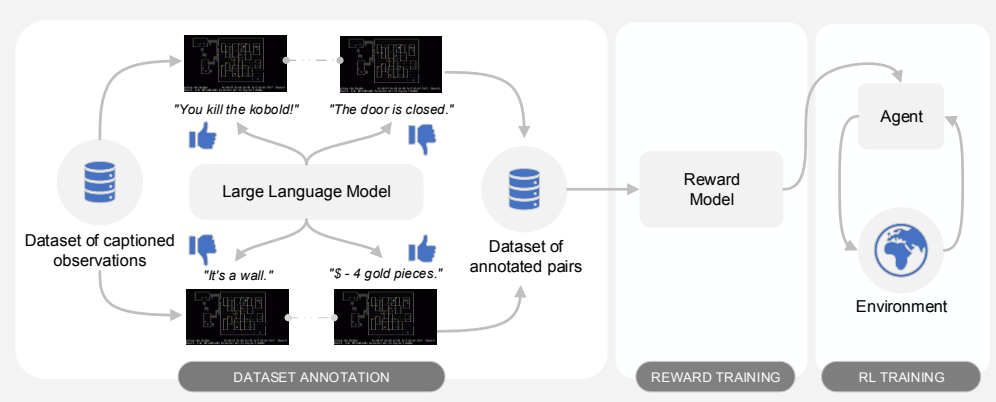 "You kill the kobold!"
"The door is closed."
Large Language Model
Dataset of captioned
observations
"It's a wall."
"$ - 4 gold pieces."
Dataset of
annotated pairs
DATASET ANNOTATION
Reward
Model
REWARD TRAINING
Agent
Environment
RL TRAINING